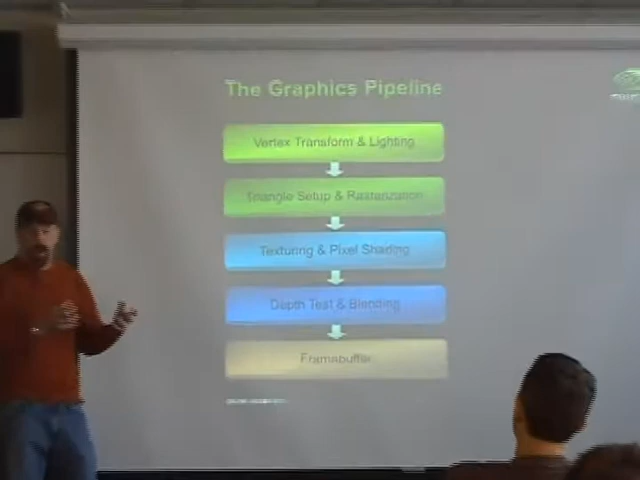 The Graphics Pipeline
Vertex Transform & Lighting
Triangle Setup & Rasterization
Texturing & Pixel Shading
Depth Test & Blending
Framebuffer